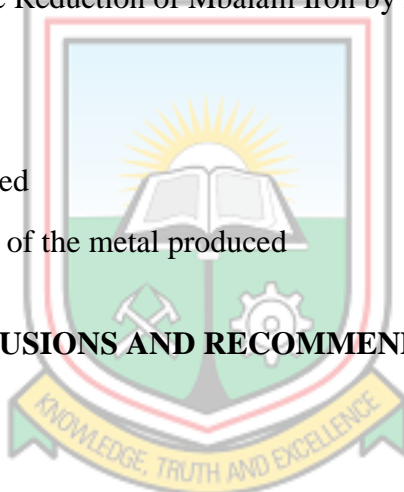 e Reduction of Mbalam Iron by
ed
of the metal produced
USIONS AND RECOMMEN
KNOWLEDGE, TRUTH AND EXCELLENCE